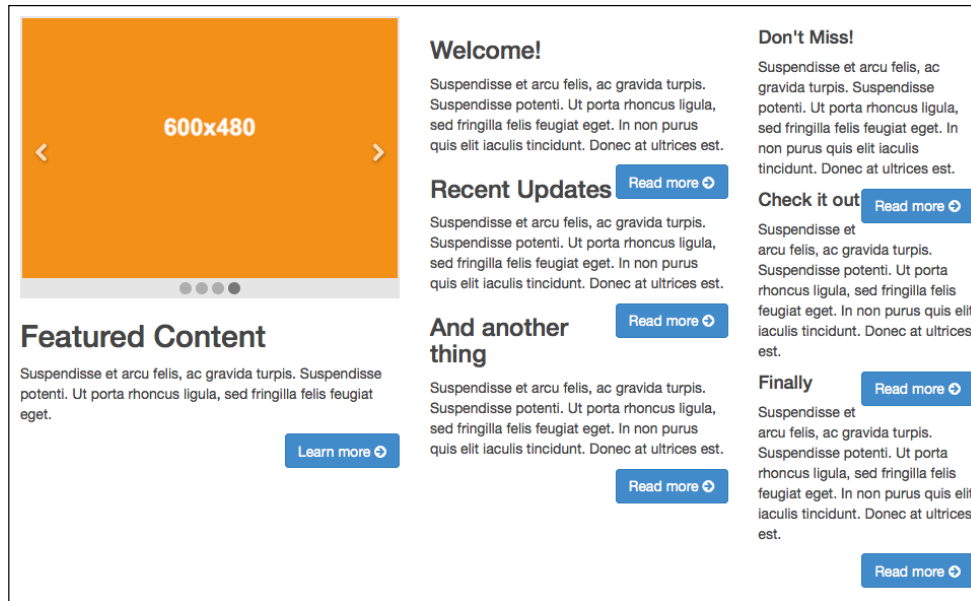 600x480
Featured Content
Suspendisse et arcu felis, ac gravida turpis. Suspendisse
potenti. Ut porta rhoncus ligula, sed fringilla felis feugiat
eget.
Learn more
Welcome!
Suspendisse et arcu felis, ac gravida turpis.
Suspendisse potenti. Ut porta rhoncus ligula,
sed fringilla felis feugiat eget. In non purus
quis elit iaculis tincidunt. Donec at ultrices est.
Read more
Recent Updates
Suspendisse et arcu felis, ac gravida turpis.
Suspendisse potenti. Ut porta rhoncus ligula,
sed fringilla felis feugiat eget. In non purus
quis elit iaculis tincidunt. Donec at ultrices est.
Read more
And another
thing
Suspendisse et arcu felis, ac gravida turpis.
Suspendisse potenti. Ut porta rhoncus ligula,
sed fringilla felis feugiat eget. In non purus
quis elit iaculis tincidunt. Donec at ultrices est.
Read more
Don't Miss!
Suspendisse et arcu felis, ac
gravida turpis. Suspendisse
potenti. Ut porta rhoncus ligula,
sed fringilla felis feugiat eget. In
non purus quis elit iaculis
tincidunt. Donec at ultrices est.
Read more
Check it out
Suspendisse et
arcu felis, ac gravida turpis.
Suspendisse potenti. Ut porta
rhoncus ligula, sed fringilla felis
feugiat eget. In non purus quis elit
iaculis tincidunt. Donec at ultrices
est.
Read more
Finally
Suspendisse et
arcu felis, ac gravida turpis.
Suspendisse potenti. Ut porta
rhoncus ligula, sed fringilla felis
feugiat eget. In non purus quis elit
iaculis tincidunt. Donec at ultrices
est.
Read more